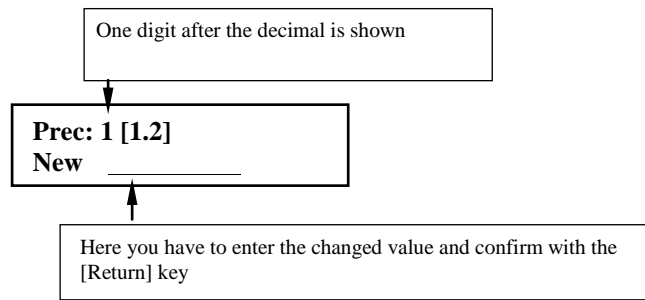 One digit after the decimal is shown
Prec: 1 [1.2]
New ___________
Here you have to enter the changed value and confirm with the
[Return] key